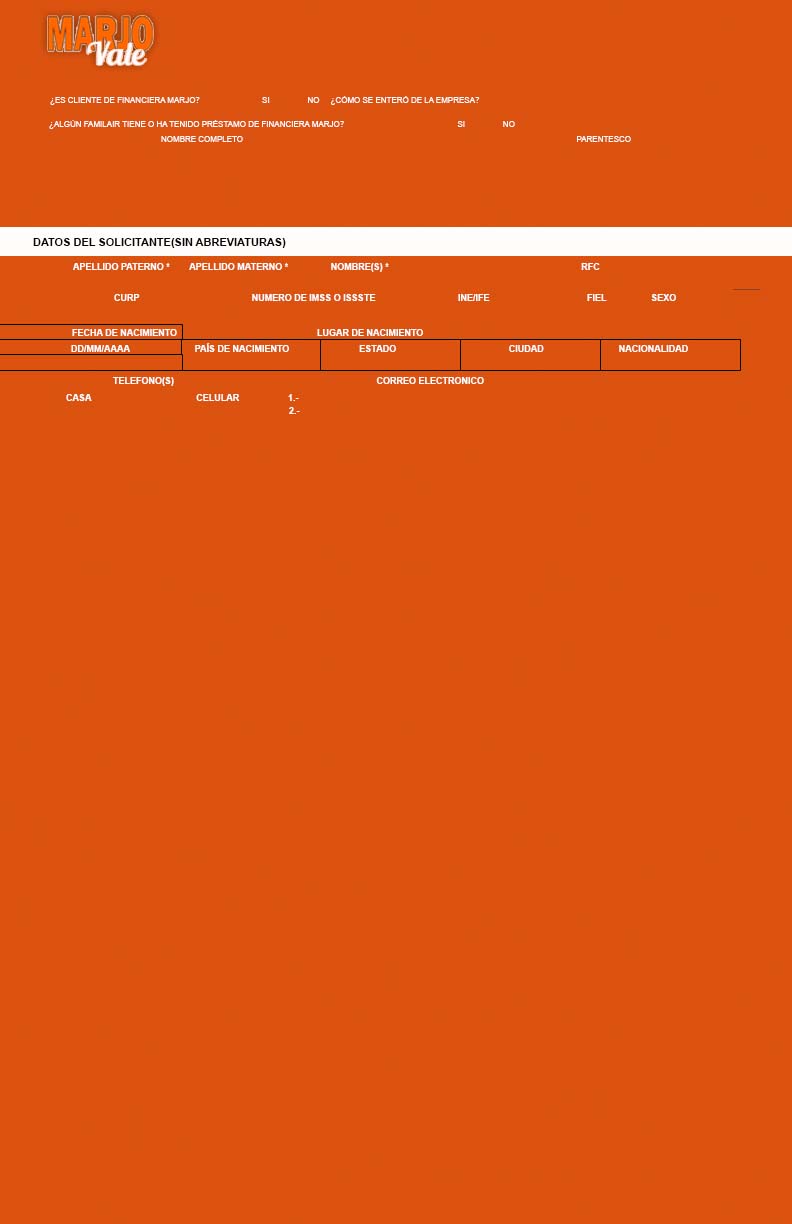 MARJO
Vale
¿ES CLIENTE DE FINANCIERA MARJO? SI NO ¿CÓMO SE ENTERÓ DE LA EMPRESA?
¿ALGÚN FAMILAIR TIENE O HA TENIDO PRÉSTAMO DE FINANCIERA MARJO? SI NO
NOMBRE COMPLETO PARENTESCO
DATOS DEL SOLICITANTE(SIN ABREVIATURAS)
APELLIDO PATERNO * APELLIDO MATERNO * NOMBRE(S) * RFC
CURP NUMERO DE IMSS O ISSSTE INE/IFE FIEL SEXO
FECHA DE NACIMIENTO LUGAR DE NACIMIENTO
DD/MM/AAAA PAÍS DE NACIMIENTO ESTADO CIUDAD NACIONALIDAD
TELEFONO(S) CORREO ELECTRONICO
CASA CELULAR 1.-
2.-